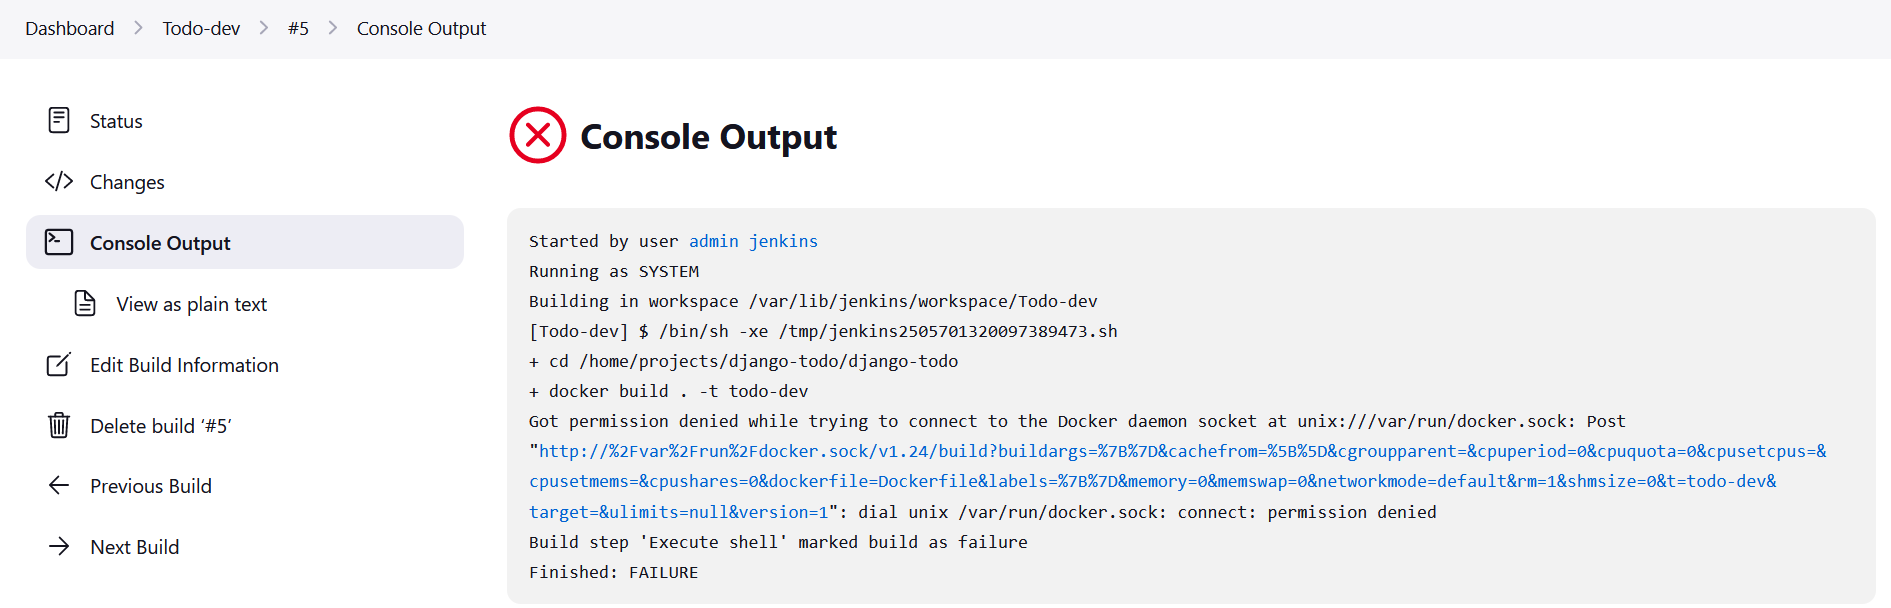 Dashboard > Todo-dev > #5 > Console Output
Status
Changes
Console Output
View as plain text
Edit Build Information
Delete build ‘#5’
Previous Build
Next Build
Console Output
Started by user admin jenkins
Running as SYSTEM
Building in workspace /var/lib/jenkins/workspace/Todo-dev
[Todo-dev] $ /bin/sh -xe /tmp/jenkins2505701320097389473.sh
+ cd /home/projects/django-todo/django-todo
+ docker build . -t todo-dev
Got permission denied while trying to connect to the Docker daemon socket at unix:///var/run/docker.sock: Post
"http://%2Fvar%2Frun%2Fdocker.sock/v1.24/build?buildargs=%7B%7D&cachefrom=%5B%5D&cgroupparent=&cpuperiod=0&cpuquota=0&cpusetcpus=&
cpusetmems=&cpushares=0&dockerfile=Dockerfile&labels=%7B%7D&memory=0&memswap=0&networkmode=default&rm=1&shmsize=0&t=todo-dev&
target=&ulimits=null&version=1": dial unix /var/run/docker.sock: connect: permission denied
Build step 'Execute shell' marked build as failure
Finished: FAILURE